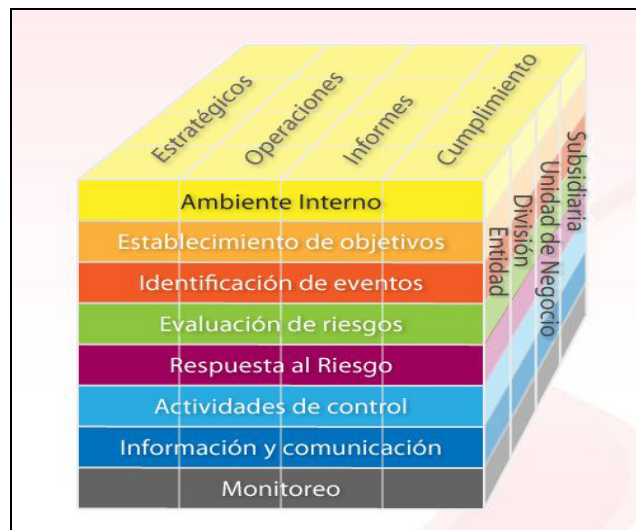 Estratégicos
Operaciones
Informes
Cumplimiento
Ambiente Interno
Establecimiento de objetivos
Identificación de eventos
Evaluación de riesgos
Respuesta al Riesgo
Actividades de control
Información y comunicación
Monitoreo
Entidad
División
Unidad de Negocio
Subsidiaria